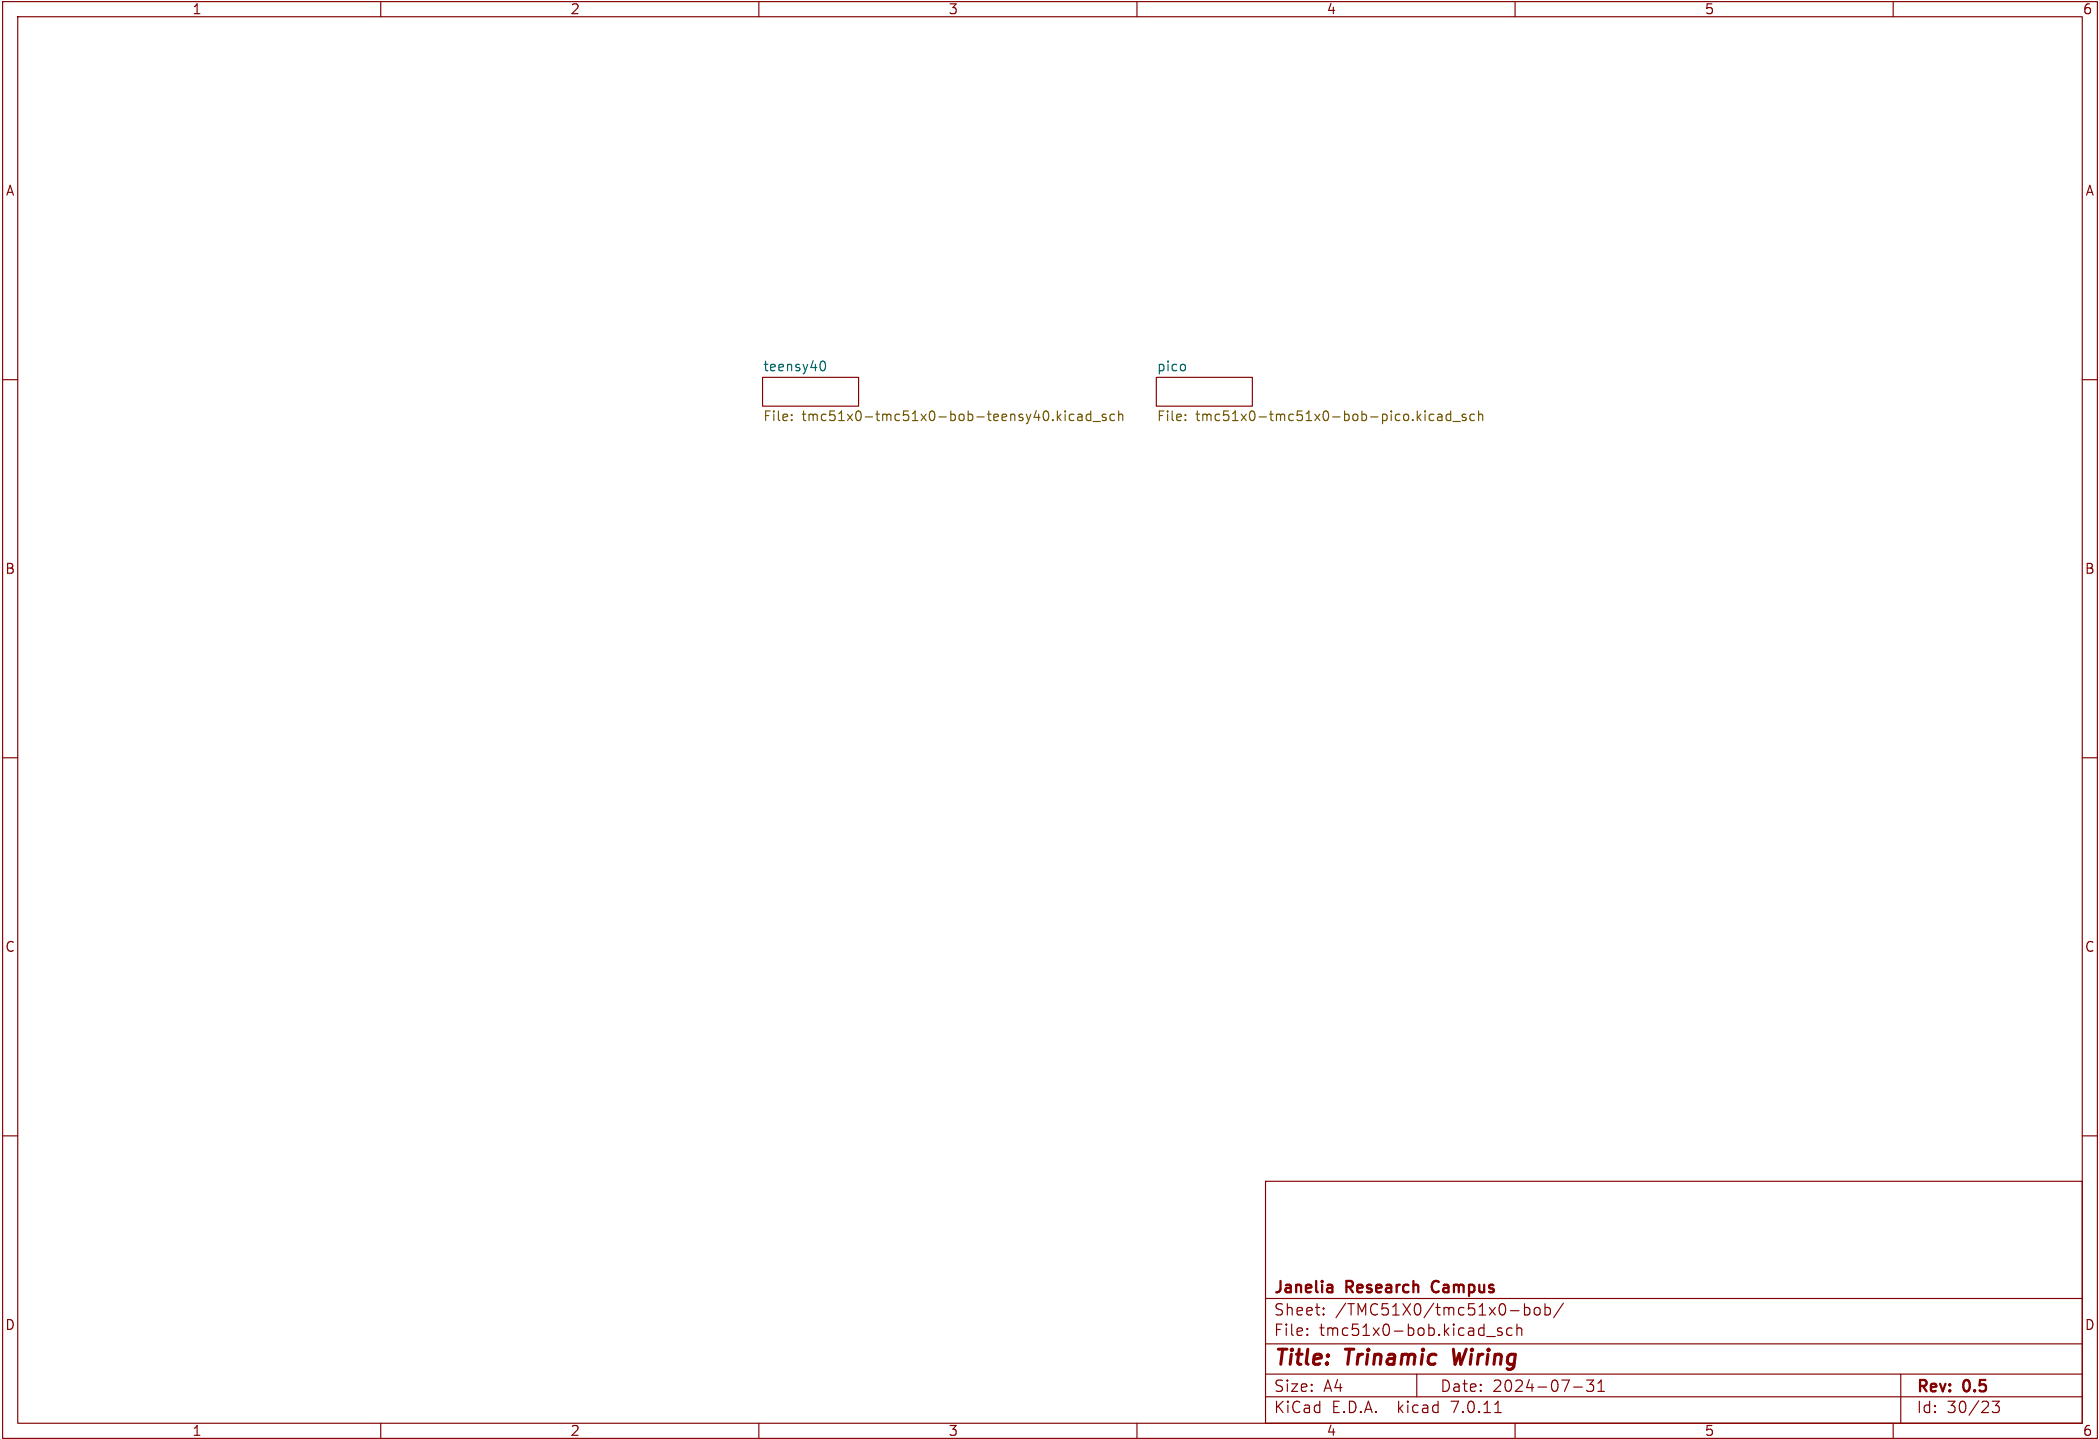 1 2 3 4 5 6
A A
teensy40 pico
File: tmc51x0-tmc51x0-bob-teensy40.kicad_sch File: tmc51x0-tmc51x0-bob-pico.kicad_sch
B B
C C
Janelia Research Campus
Sheet: /TMC51X0/tmc51x0-bob/
D D
File: tmc51x0-bob.kicad_sch
Title: Trinamic Wiring
Size: A4 Date: 2024-07-31 Rev: 0.5
KiCad E.D.A. kicad 7.0.11 Id: 30/23
1 2 3 4 5 6